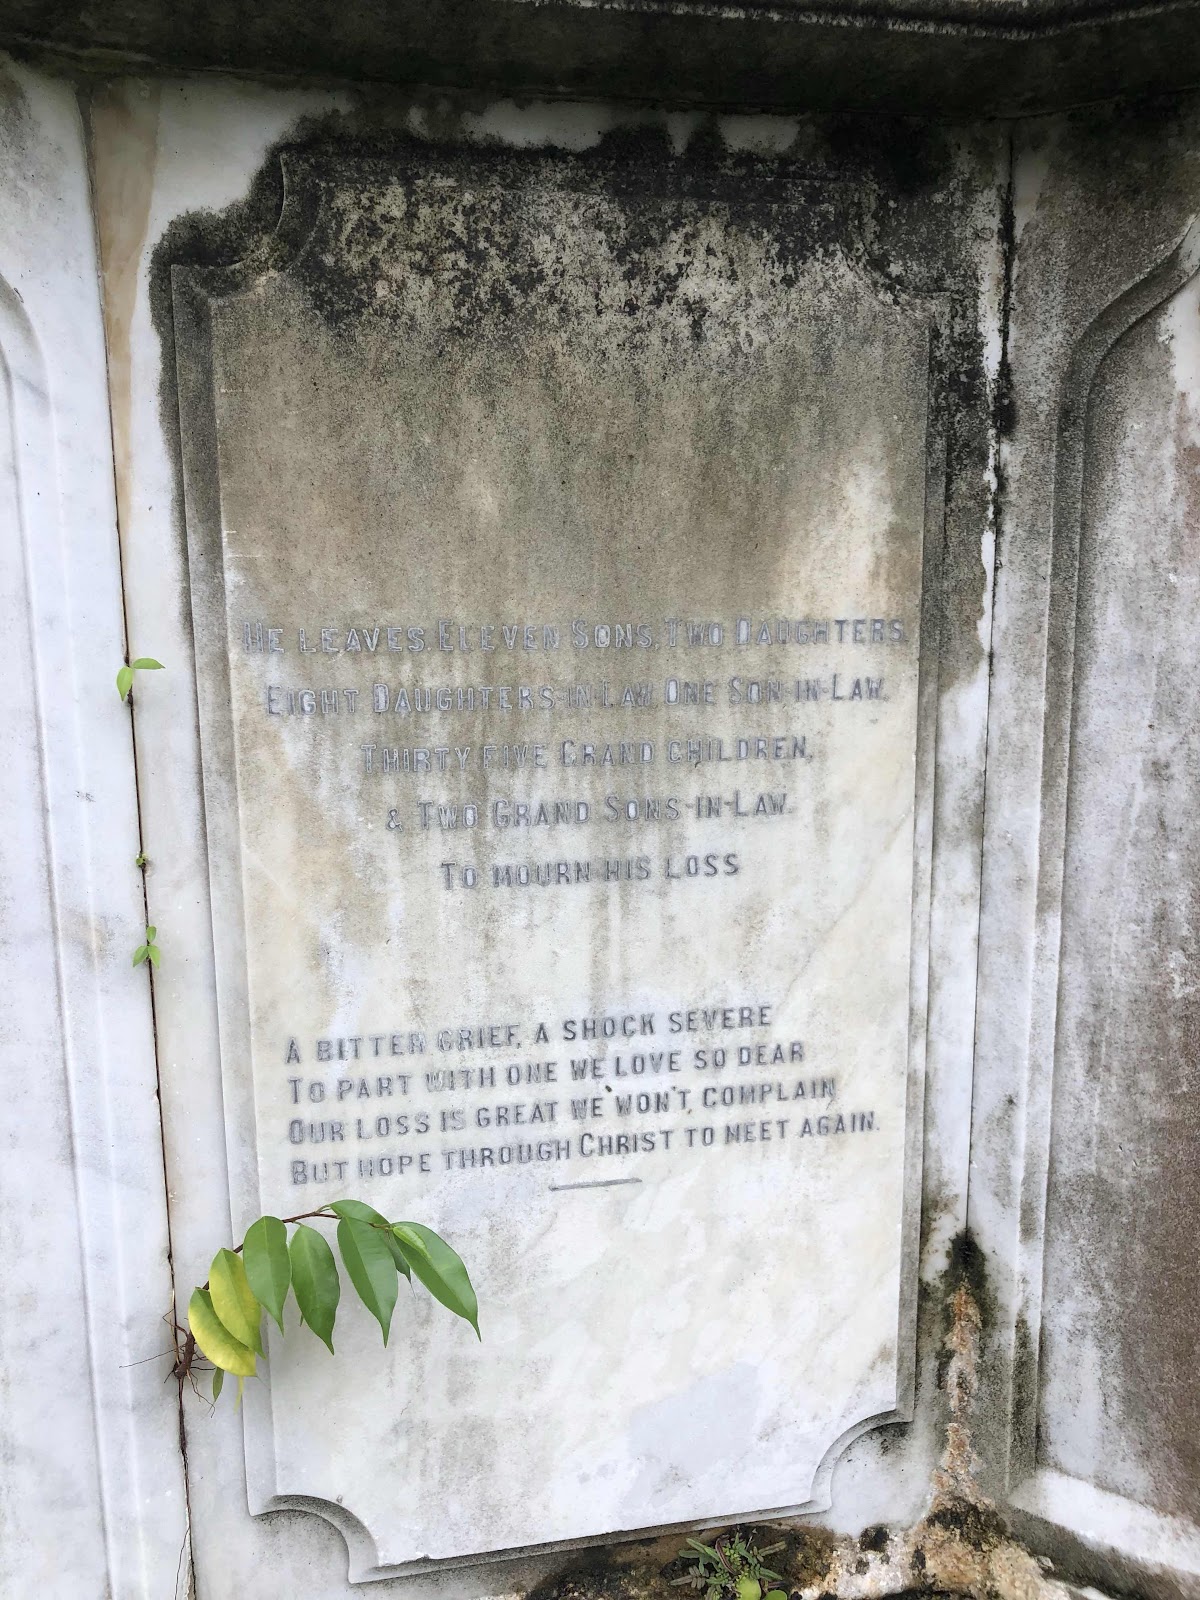 He leaves, Eleven Sons, Two Daughters,
Eight Daughters-in-Law, One Son-in-Law,
Thirty five Grand children,
& Two Grand Sons-in-Law.
To mourn his loss
A bitter grief, a shock severe
To part with one we love so dear
Our loss is great we won't, complain
But hope through Christ to meet again.